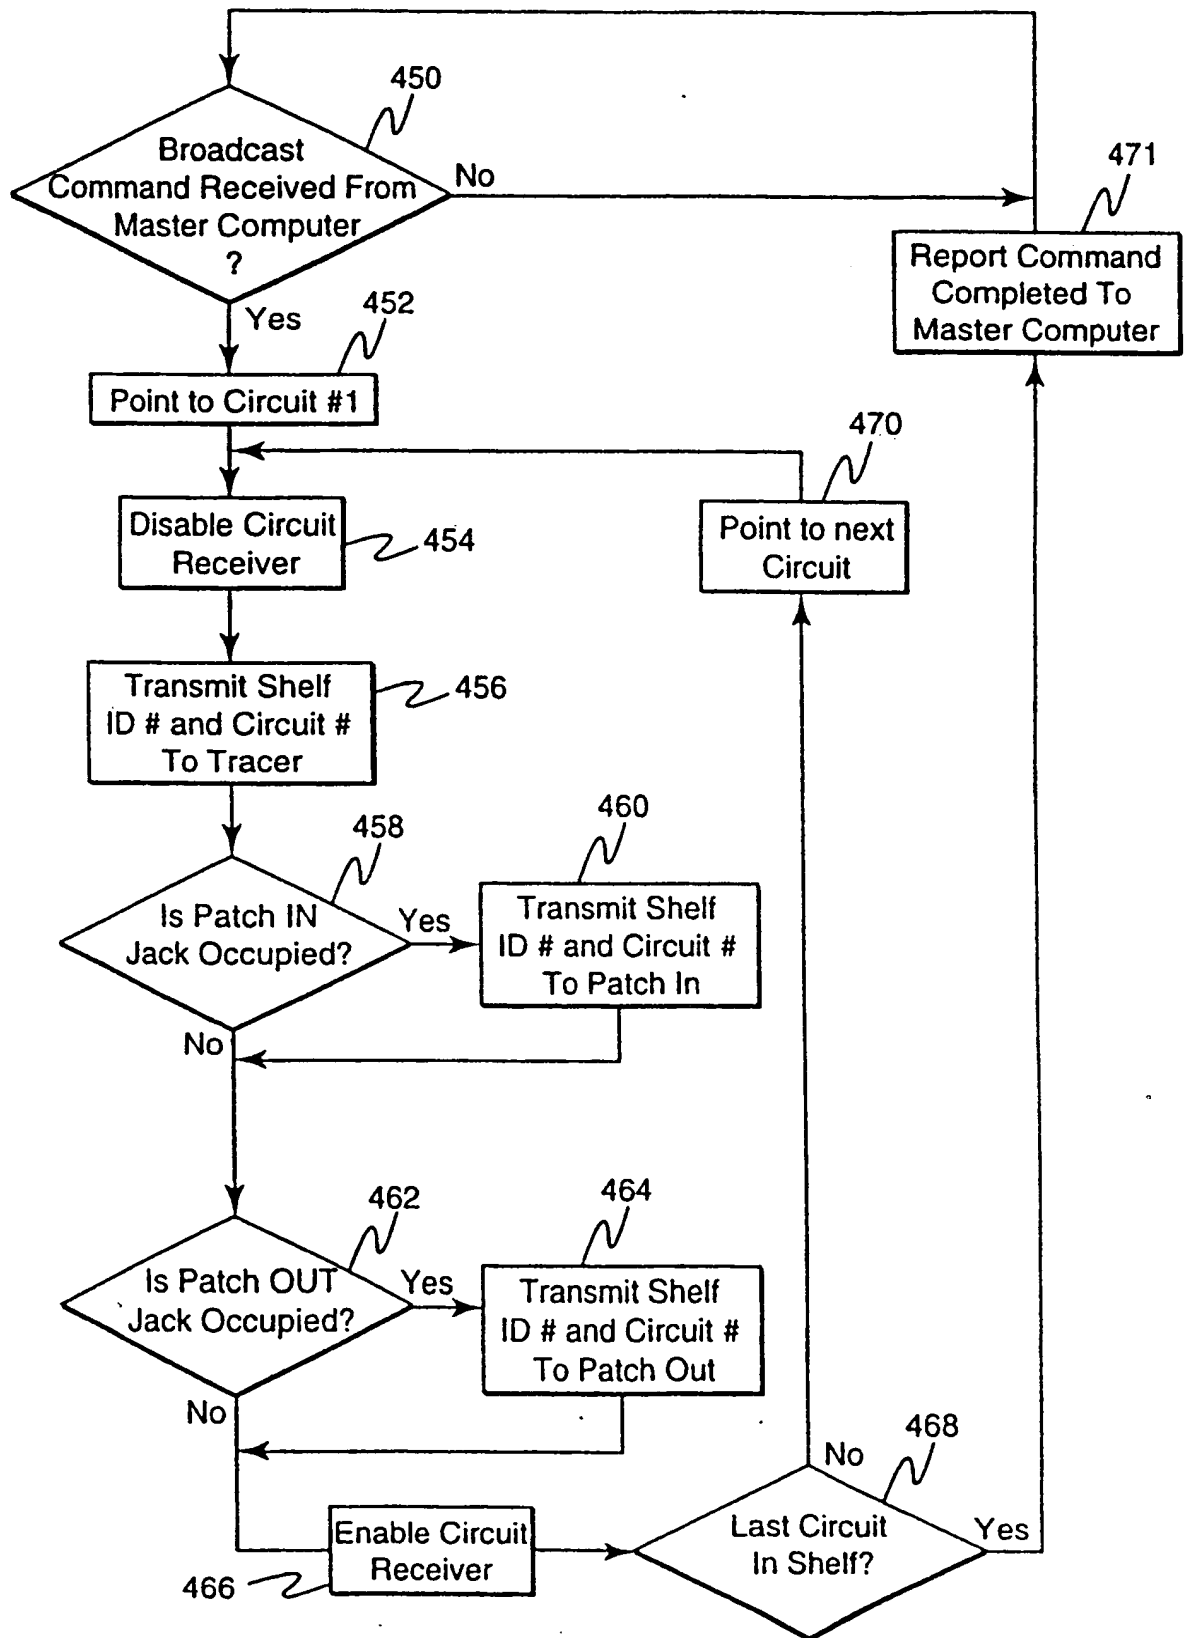 450
Broadcast
Command Received From
Master Computer
?
No
Yes
471
Report Command
Completed To
Master Computer
452
Point to Circuit #1
470
Point to next
Circuit
Disable Circuit
Receiver
454
Transmit Shelf
ID # and Circuit #
To Tracer
456
458
Is Patch IN
Jack Occupied?
Yes
No
460
Transmit Shelf
ID # and Circuit #
To Patch In
462
Is Patch OUT
Jack Occupied?
Yes
No
464
Transmit Shelf
ID # and Circuit #
To Patch Out
Enable Circuit
Receiver
466
468
Last Circuit
In Shelf?
No
Yes